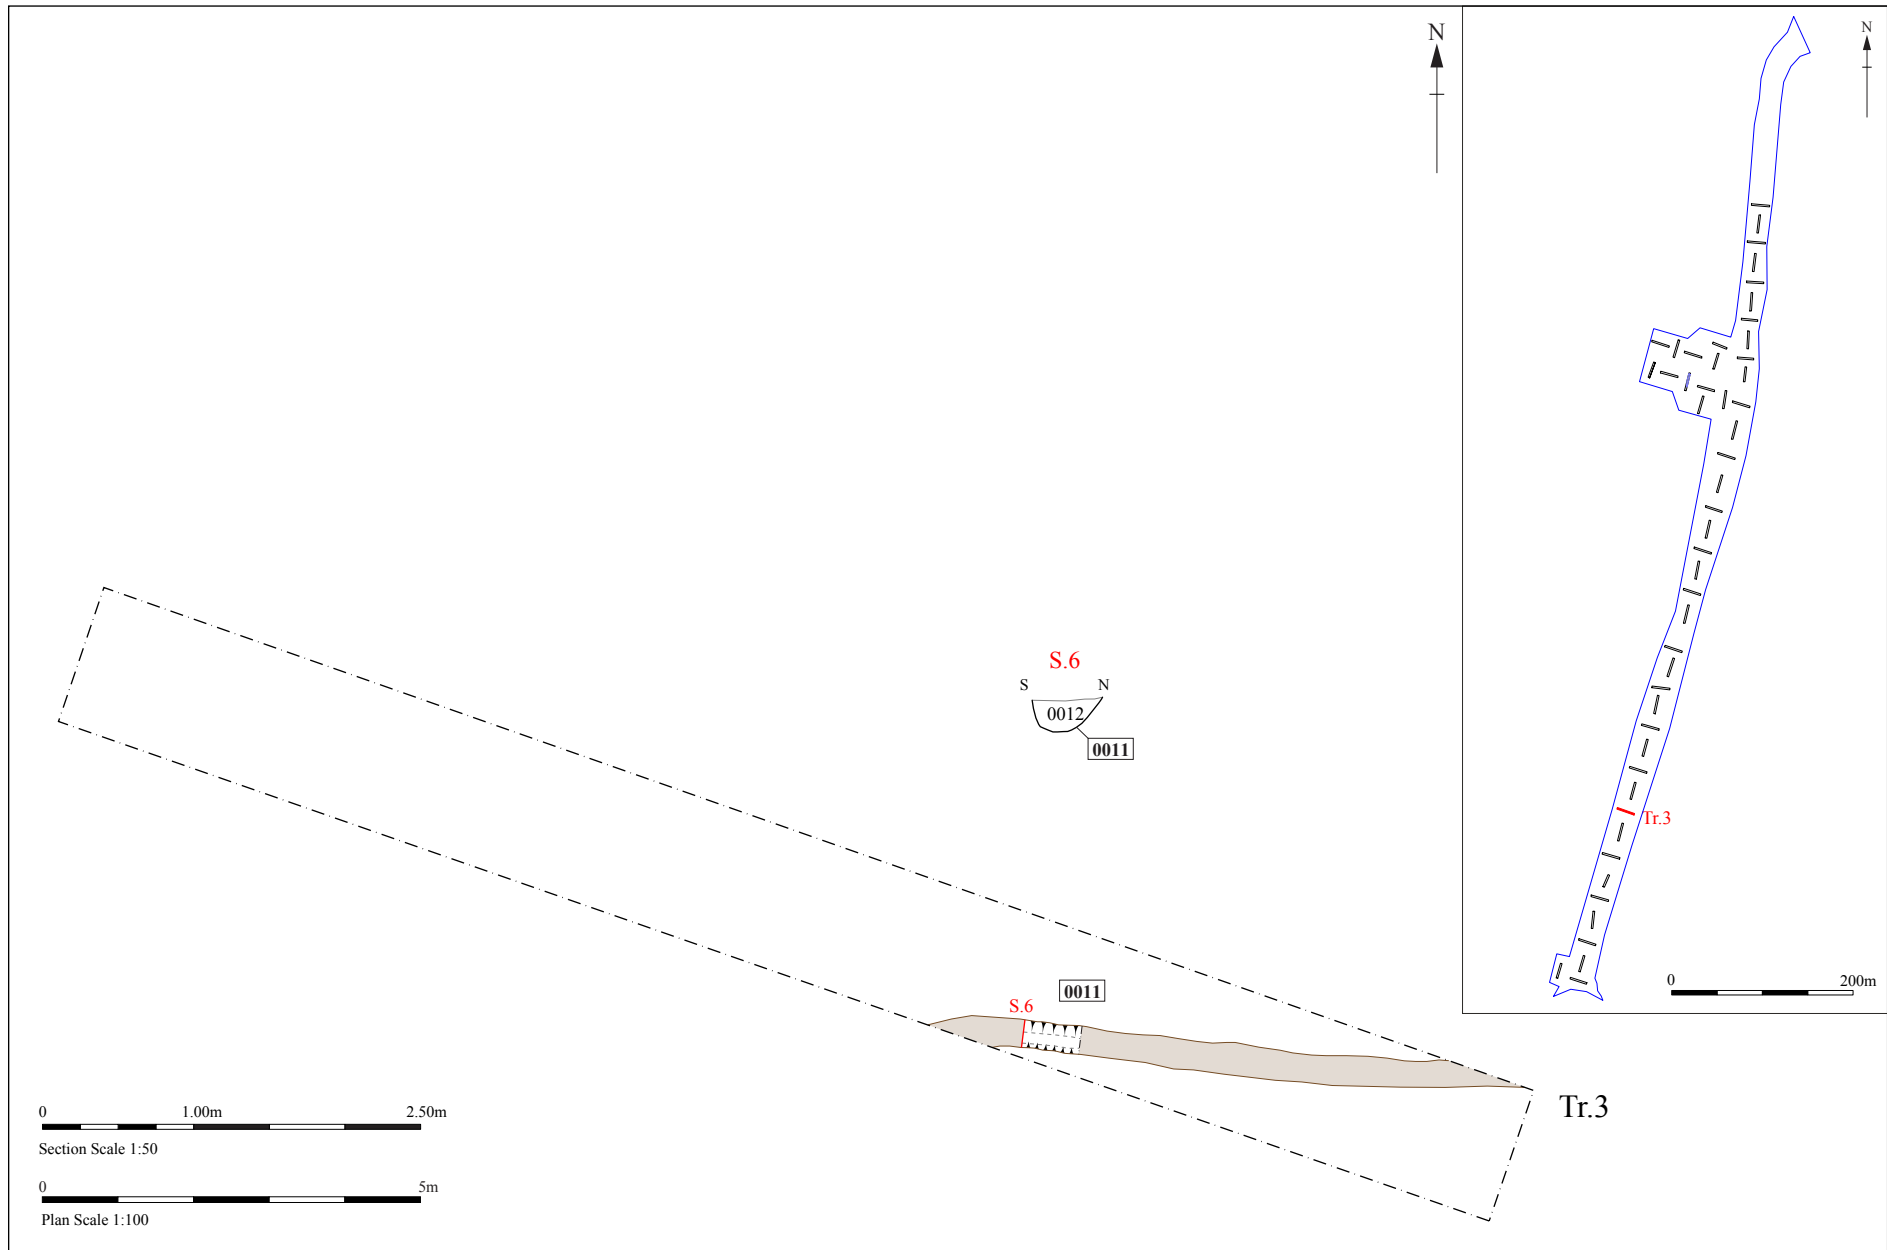 N
N
S.6
S N
0012
0011
Tr.3
0 200m
0011
S.6
Tr.3
0 1.00m 2.50m
Section Scale 1:50
0 5m
Plan Scale 1:100